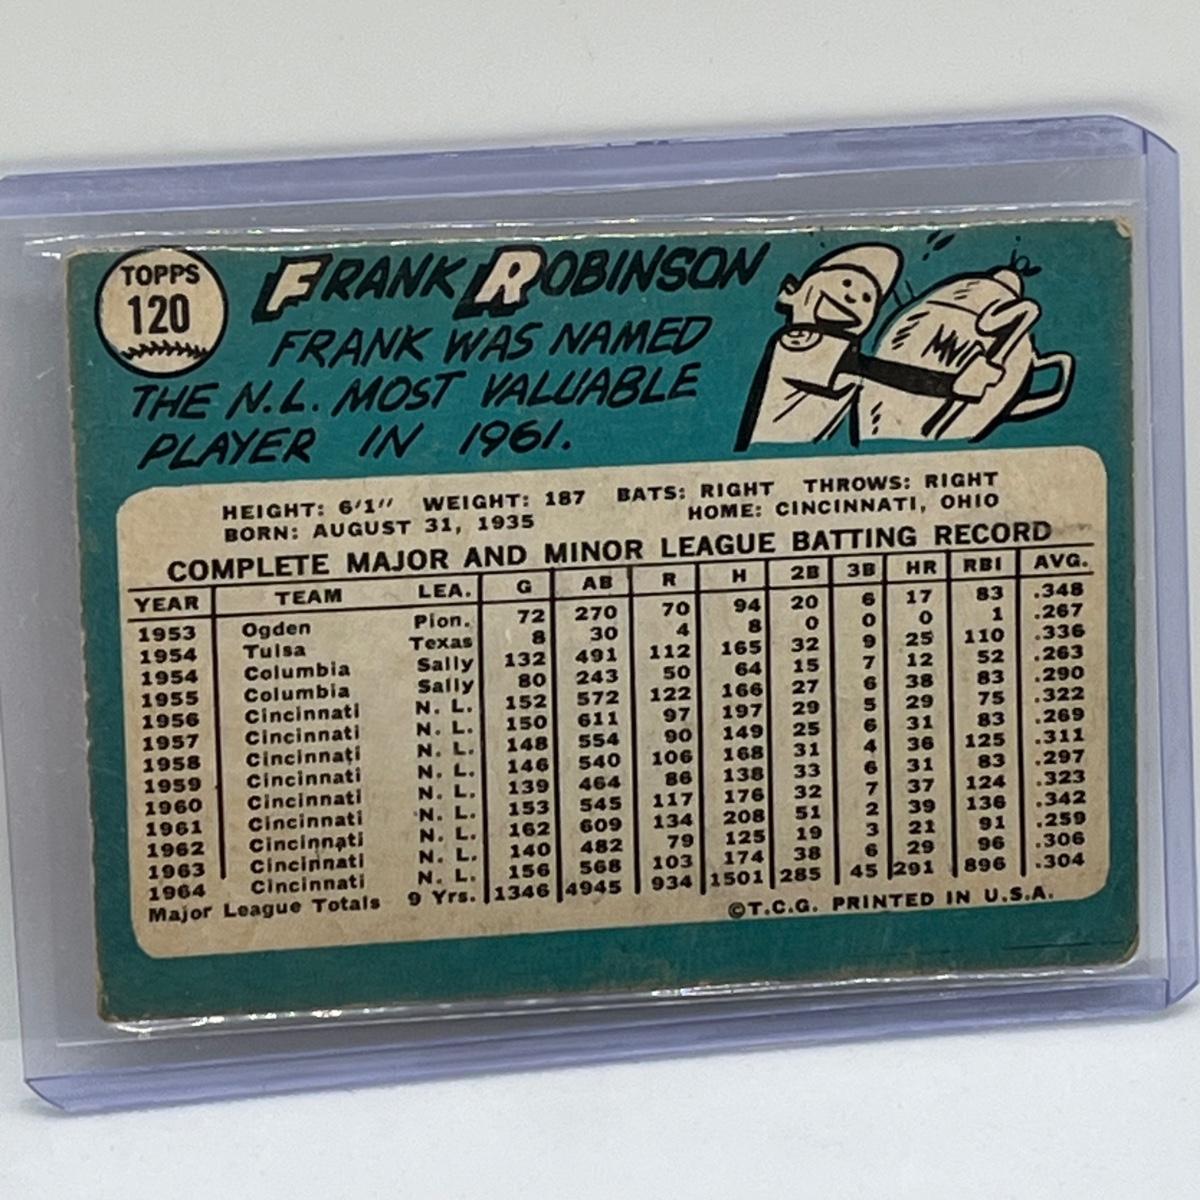 TOPPS
120
FRANK ROBINSON
FRANK WAS NAMED
THE N.L. MOST VALUABLE
PLAYER IN 1961.
MVP
HEIGHT: 6'1" WEIGHT: 187 BATS: RIGHT THROWS: RIGHT
BORN: AUGUST 31, 1935 HOME: CINCINNATI, OHIO
COMPLETE MAJOR AND MINOR LEAGUE BATTING RECORD
YEAR TEAM LEA. G AB R H 2B 3B HR RBI AVG.
1953 Ogden Pion. 72 270 70 94 20 6 17 83 .348
1954 Tulsa Texas 8 30 4 8 0 0 0 1 .267
1954 Columbia Sally 132 491 112 165 32 9 25 110 .336
1955 Columbia Sally 80 243 50 64 15 7 12 52 .263
1956 Cincinnati N. L. 152 572 122 166 27 6 38 83 .290
1957 Cincinnati N. L. 150 611 97 197 29 5 29 75 .322
1958 Cincinnati N. L. 148 554 90 149 25 6 31 83 .269
1959 Cincinnati N. L. 146 540 106 168 31 4 36 125 .311
1960 Cincinnati N. L. 139 464 86 138 33 6 31 83 .297
1961 Cincinnati N. L. 153 545 117 176 32 7 37 124 .323
1962 Cincinnati N. L. 162 609 134 208 51 2 39 136 .342
1963 Cincinnati N. L. 140 482 79 125 19 3 21 91 .259
1964 Cincinnati N. L. 156 568 103 174 38 6 29 96 .306
Major League Totals 9 Yrs. 1346 4945 934 1501 285 45 291 896 .304
©T.C.G. PRINTED IN U.S.A.